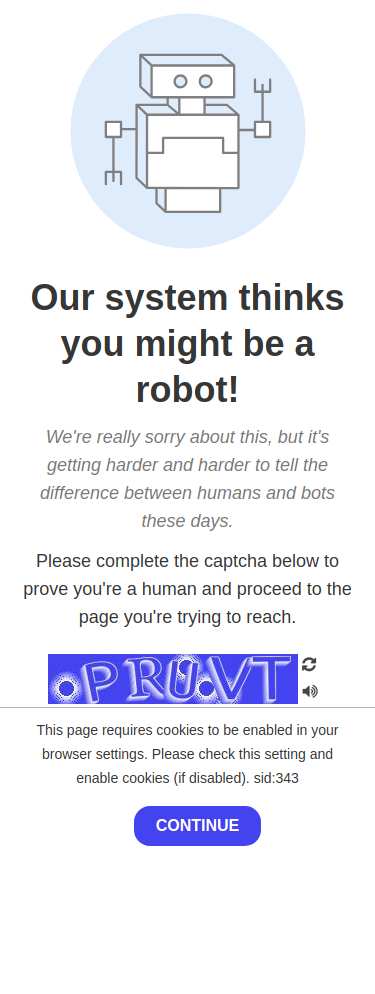 Our system thinks
you might be a
robot!
We're really sorry about this, but it's
getting harder and harder to tell the
difference between humans and bots
these days.
Please complete the captcha below to
prove you're a human and proceed to the
page you're trying to reach.
PRUVT
This page requires cookies to be enabled in your
browser settings. Please check this setting and
enable cookies (if disabled). sid:343
CONTINUE